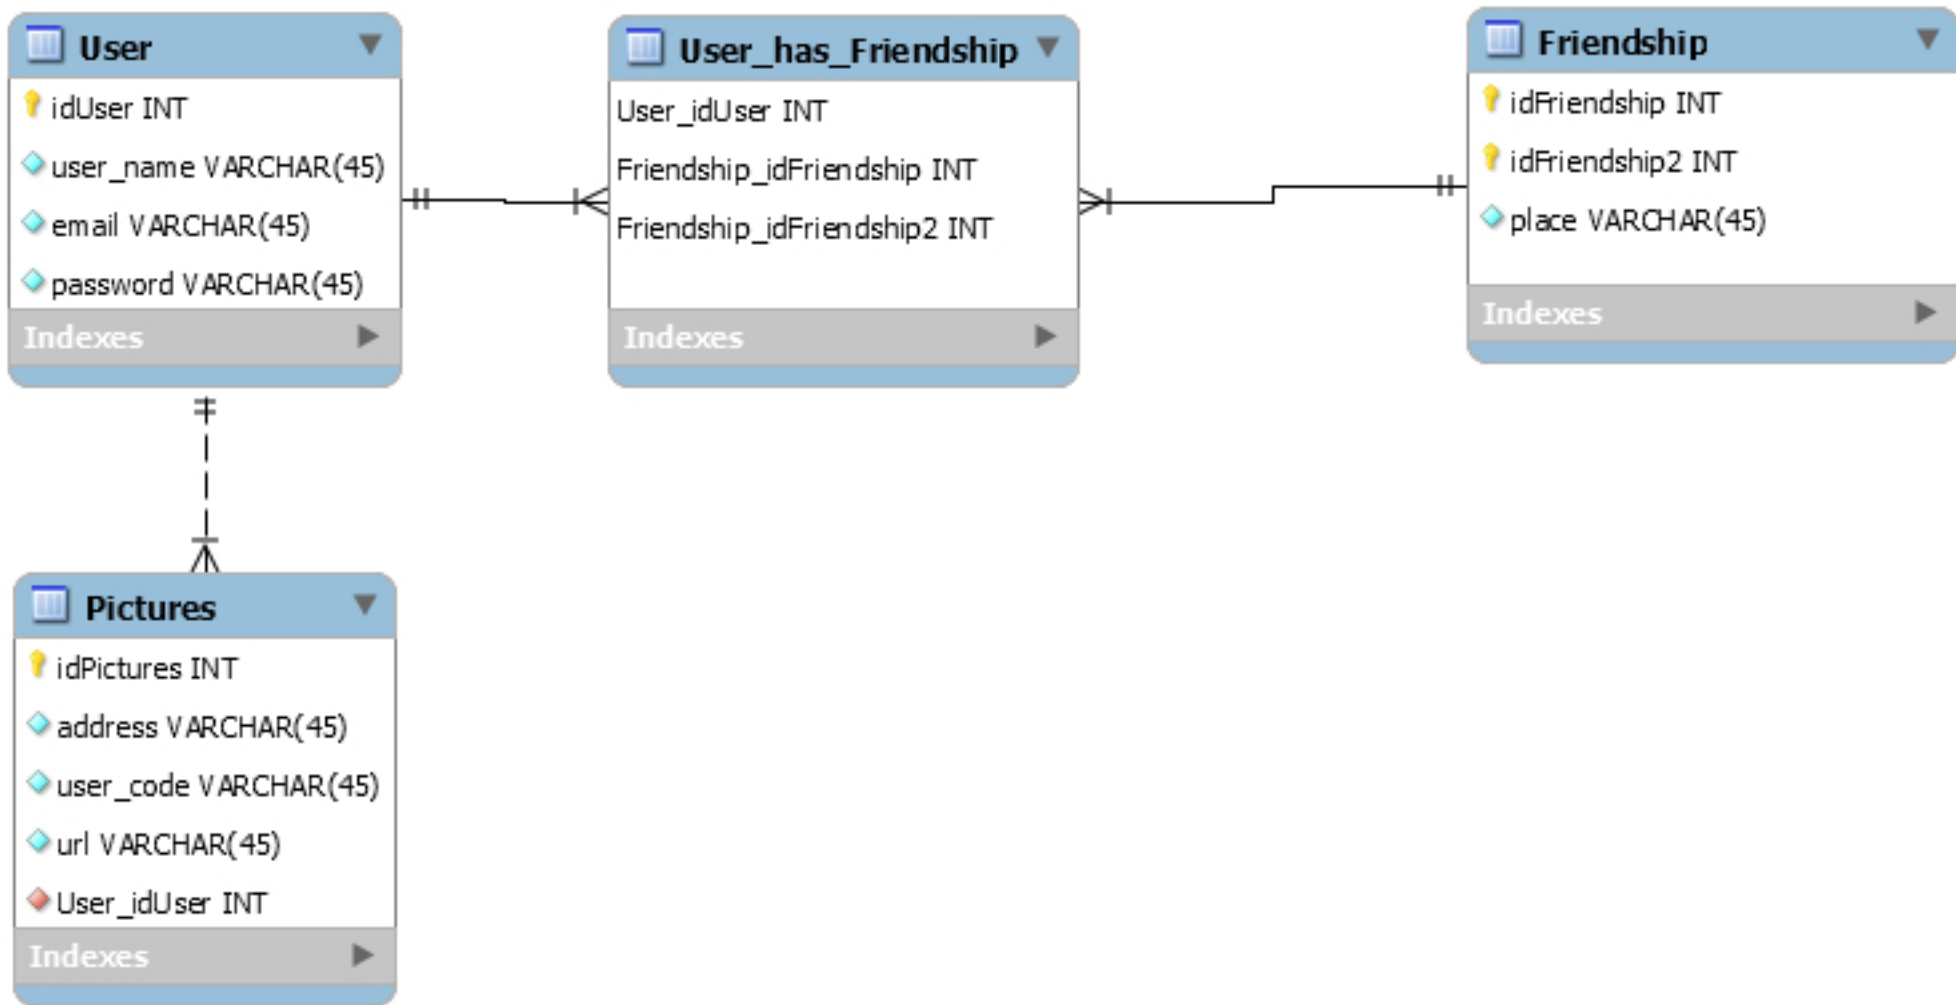 User
idUser INT
user_name VARCHAR(45)
email VARCHAR(45)
password VARCHAR(45)
Indexes
User_has_Friendship
User_idUser INT
Friendship_idFriendship INT
Friendship_idFriendship2 INT
Indexes
Friendship
idFriendship INT
idFriendship2 INT
place VARCHAR(45)
Indexes
Pictures
idPictures INT
address VARCHAR(45)
user_code VARCHAR(45)
url VARCHAR(45)
User_idUser INT
Indexes